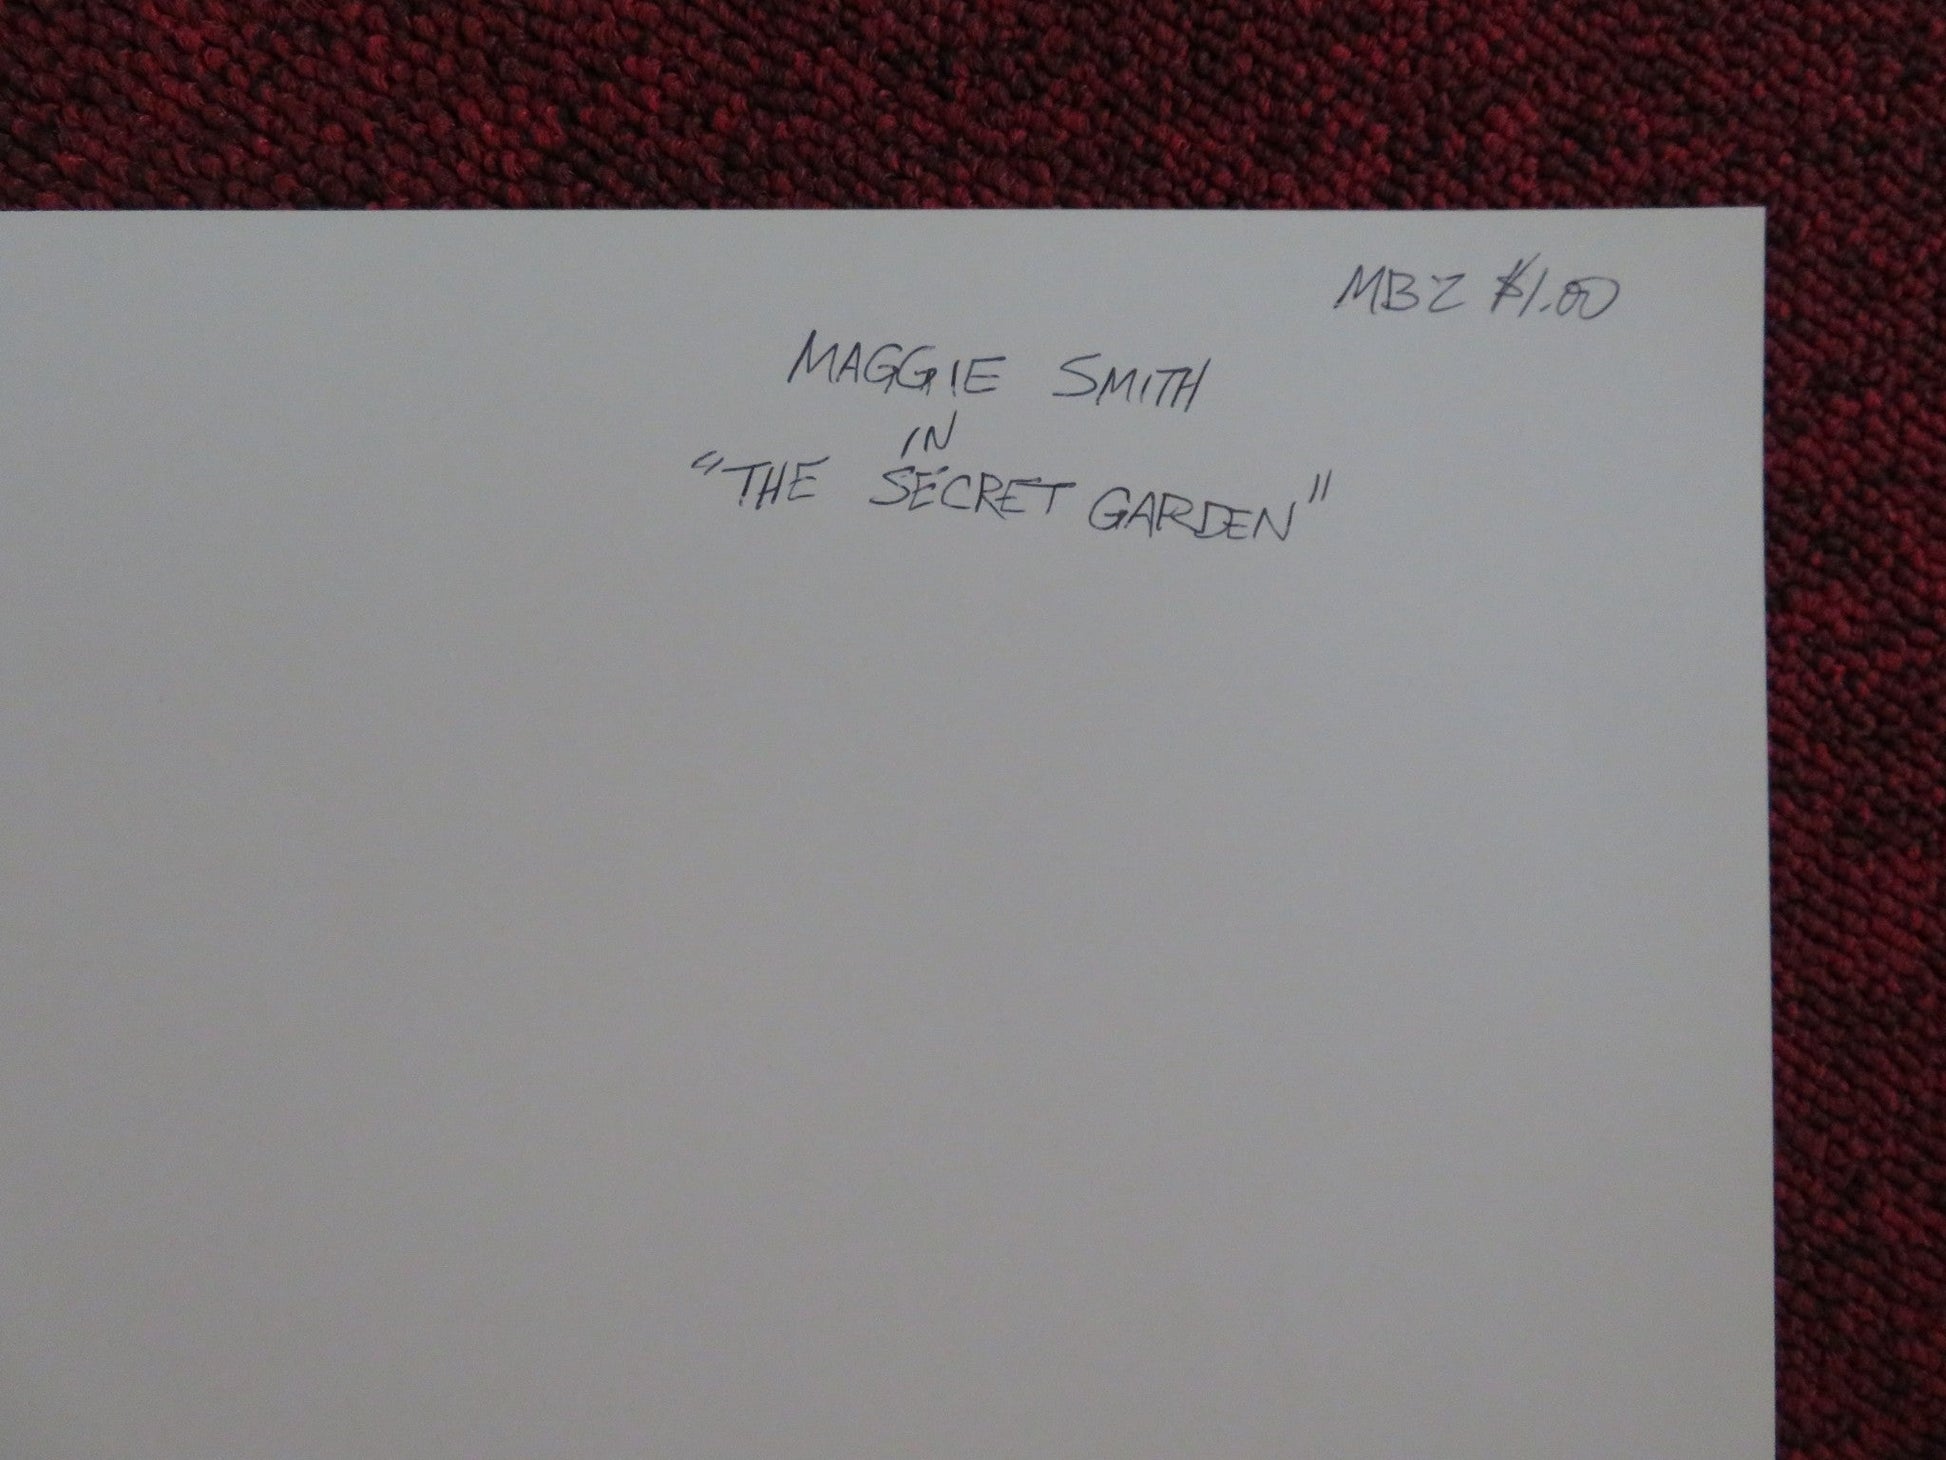 MBZ $1.00
MAGGIE SMITH
IN
"THE SECRET GARDEN"